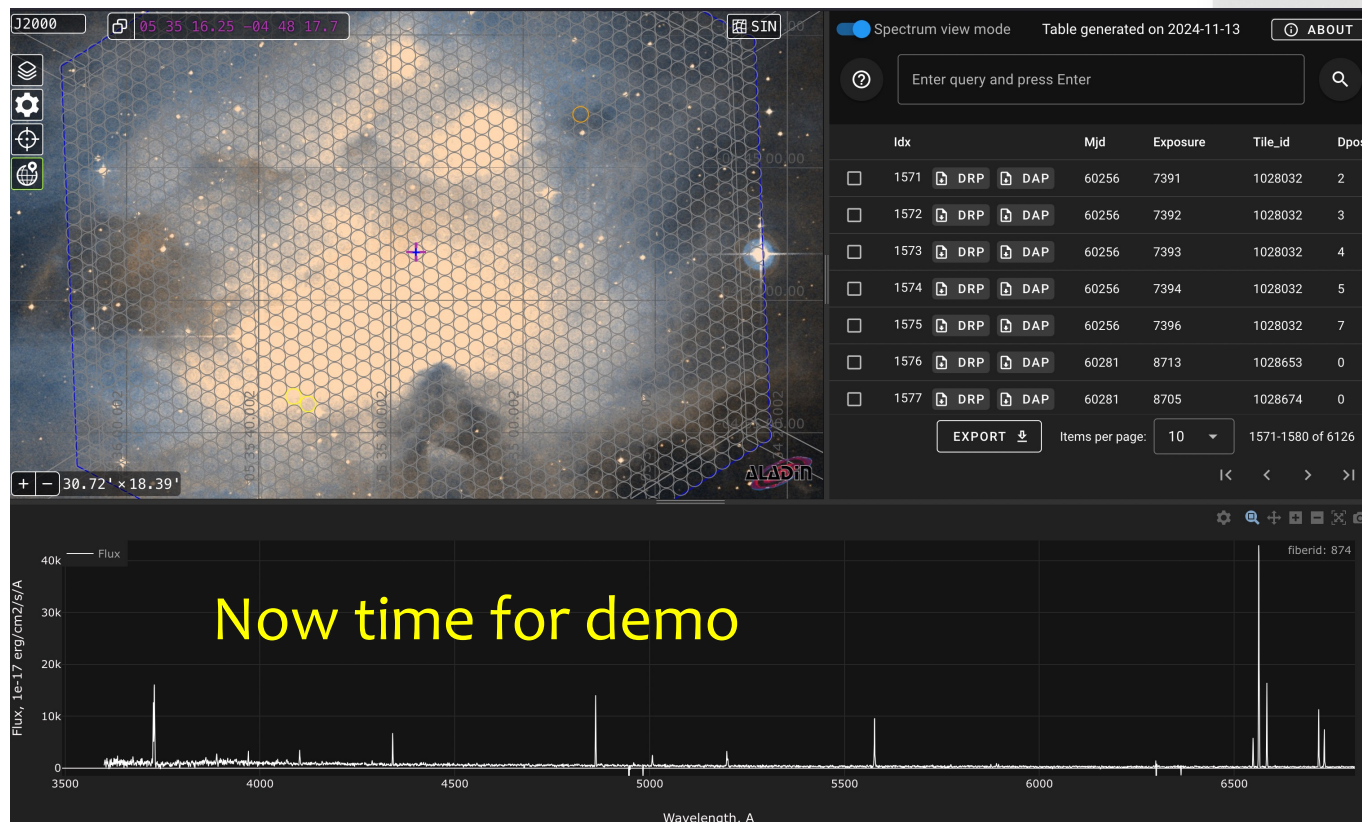 J2000
05 35 16.25 -04 48 17.7
SIN
Spectrum view mode
Table generated on 2024-11-13
ABOUT
Enter query and press Enter
Idx Mjd Exposure Tile_id Dpos
1571 DRP DAP 60256 7391 1028032 2
1572 DRP DAP 60256 7392 1028032 3
1573 DRP DAP 60256 7393 1028032 4
1574 DRP DAP 60256 7394 1028032 5
1575 DRP DAP 60256 7396 1028032 7
1576 DRP DAP 60281 8713 1028653 0
1577 DRP DAP 60281 8705 1028674 0
EXPORT Items per page: 10 1571-1580 of 6126
ALADIN
+ − 30.72'×18.39'
Flux
fiberid: 874
Now time for demo
Flux, 1e-17 erg/cm2/s/A
40k
30k
20k
10k
0
3500 4000 4500 5000 5500 6000 6500
Wavelength, A